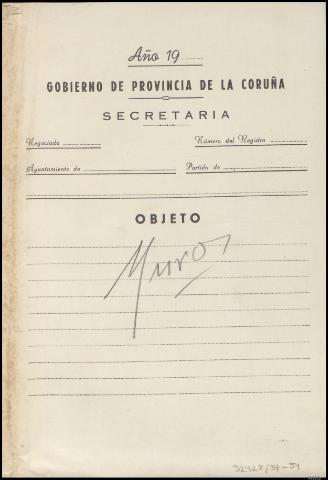 Año 19
GOBIERNO DE PROVINCIA DE LA CORUÑA
SECRETARIA
Negociado Número del Registro
Ayuntamiento de Partido de
OBJETO
Muros
32427/37-51